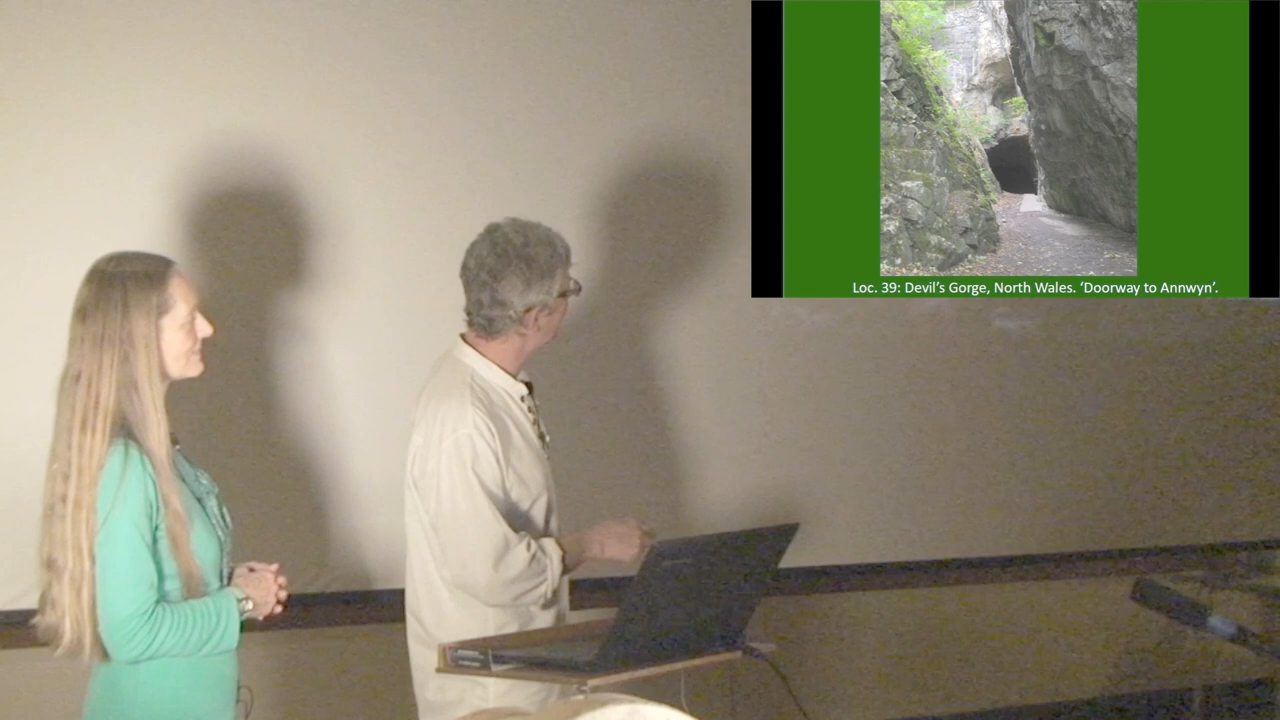 Loc. 39: Devil’s Gorge, North Wales. ‘Doorway to Annwyn’.